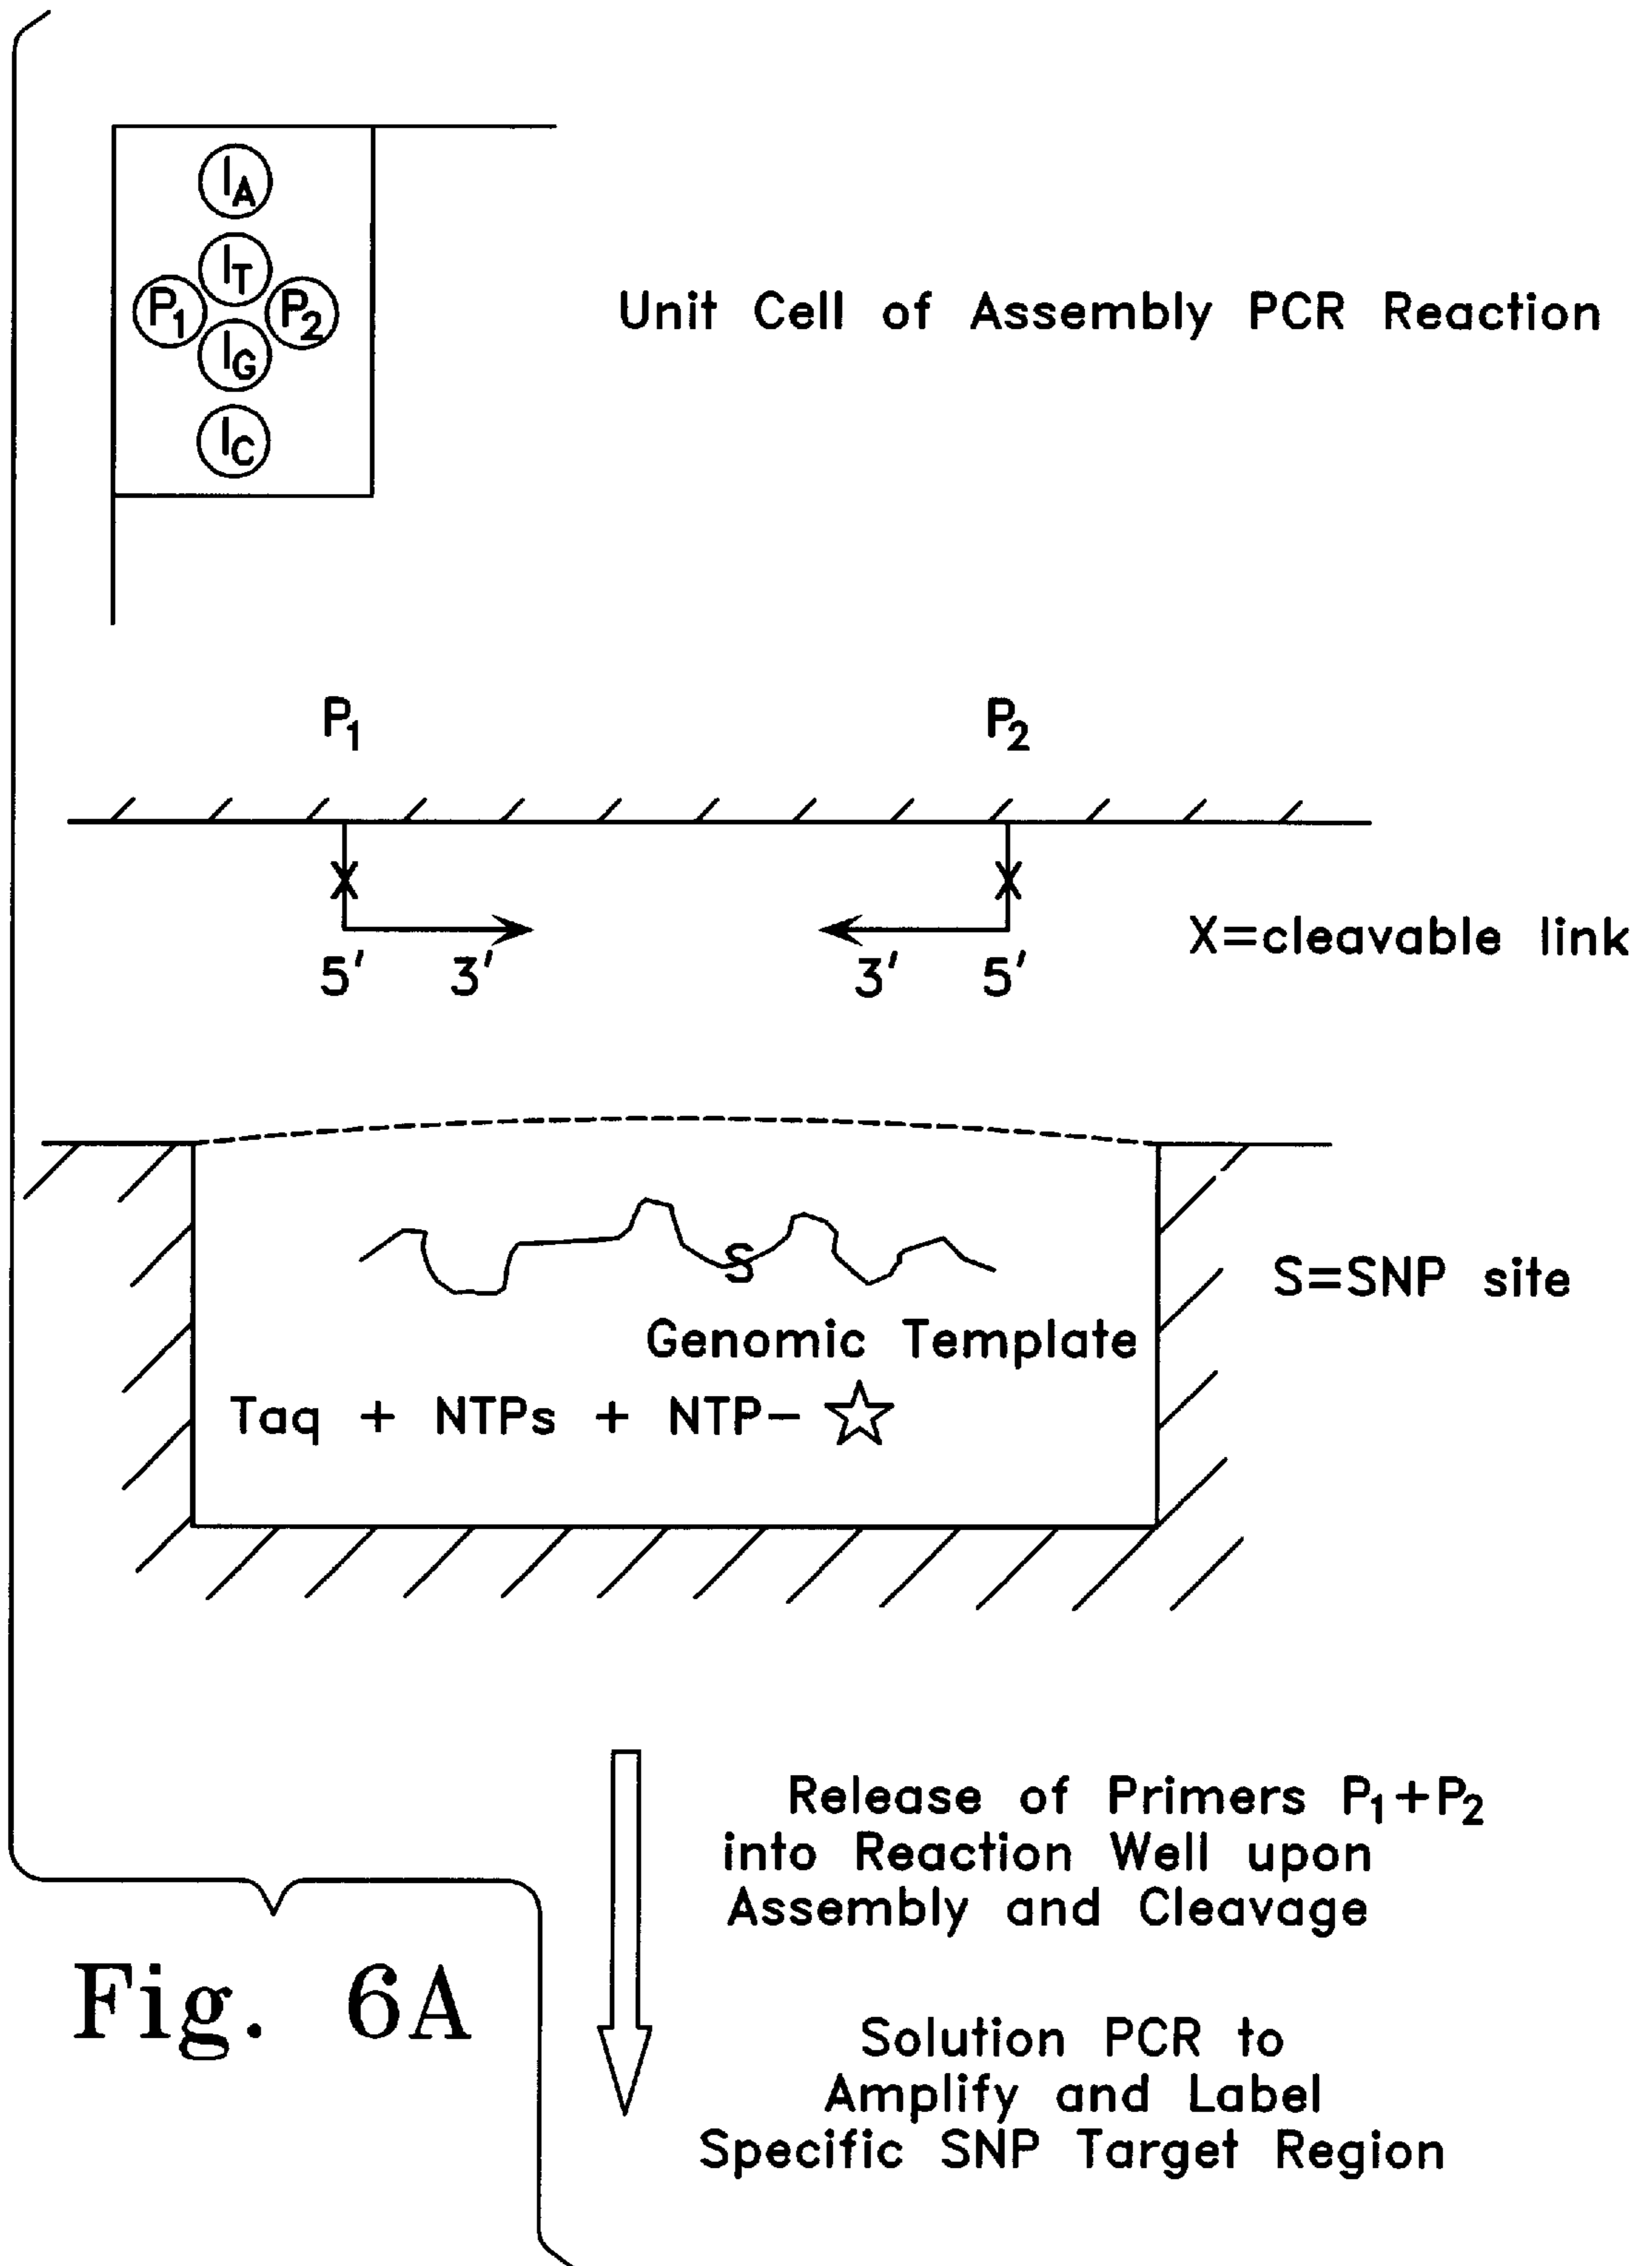 I_A
I_T
P_1 P_2
I_G
I_C
Unit Cell of Assembly PCR Reaction
P_1 P_2
X X
5' 3' 3' 5'
X=cleavable link
S
S=SNP site
Genomic Template
Taq + NTPs + NTP-☆
Release of Primers P_1+P_2
into Reaction Well upon
Assembly and Cleavage
Fig. 6A
Solution PCR to
Amplify and Label
Specific SNP Target Region